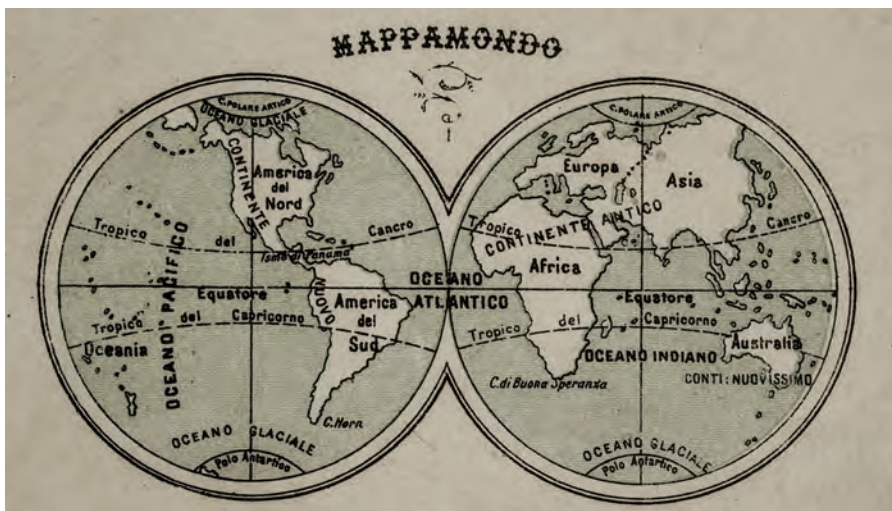 MAPPAMONDO
C. POLARE ARTICO
OCEANO GLACIALE
CONTINENTE NUOVO
America
del
Nord
Tropico del Cancro
Ismo di Panama
OCEANO PACIFICO
Equatore
America
del
Sud
Tropico del Capricorno
Oceania
C. Horn
OCEANO GLACIALE
Polo Antartico
OCEANO
ATLANTICO
C. POLARE ARTICO
Europa
Asia
Tropico Cancro
CONTINENTE ANTICO
Africa
Equatore
Tropico del Capricorno
Australia
OCEANO INDIANO
C. di Buona Speranza
CONTI: NUOVISSIMO
OCEANO GLACIALE
Polo Antartico